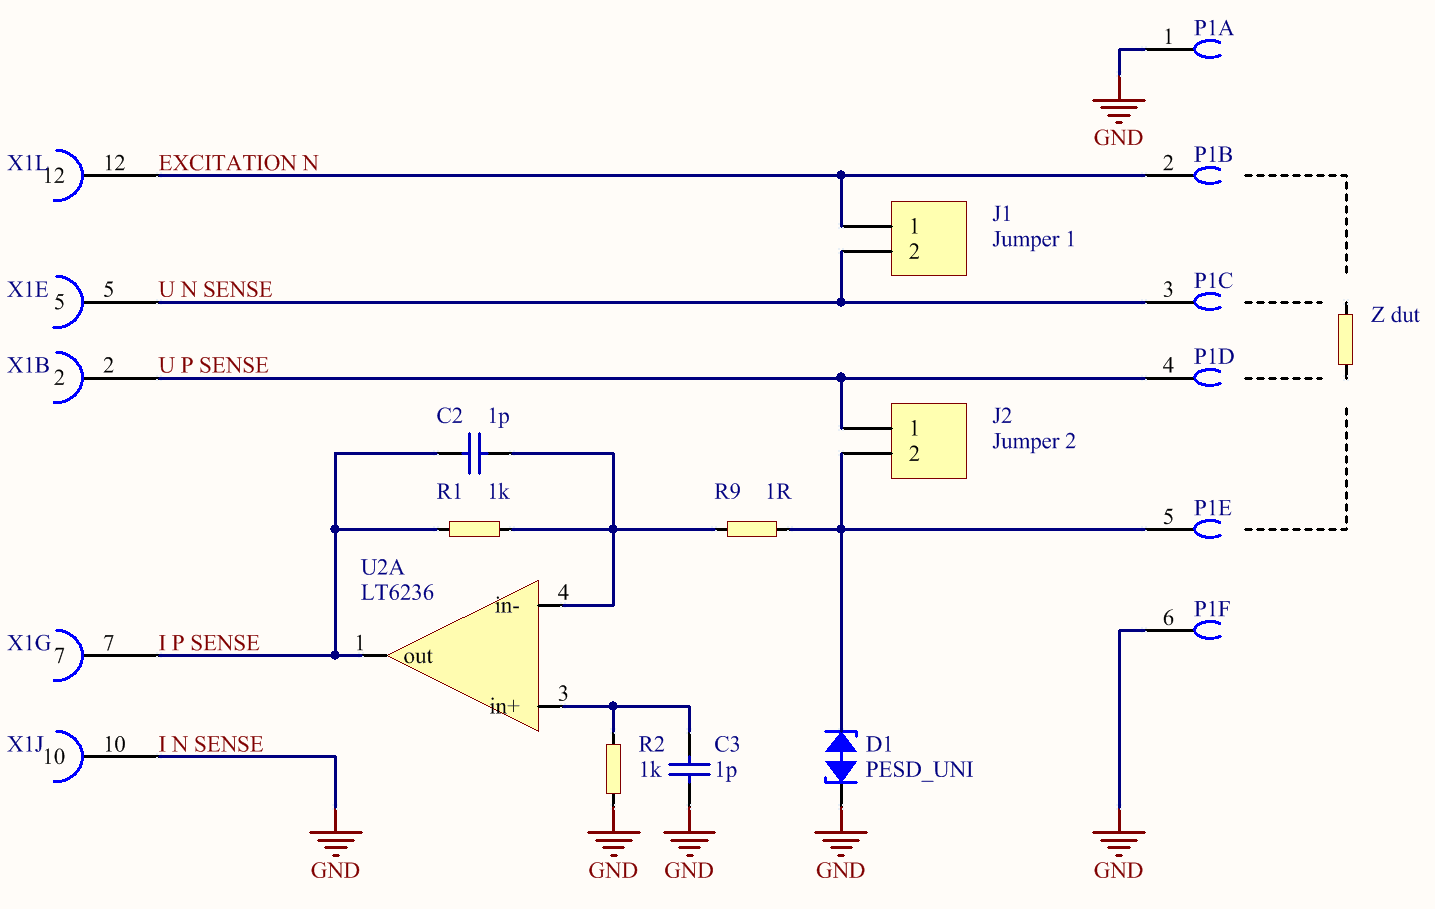 P1A
1
GND
X1L
12
12
EXCITATION N
2
P1B
J1
Jumper 1
1
2
X1E
5
5
U N SENSE
3
P1C
Z dut
X1B
2
2
U P SENSE
4
P1D
J2
Jumper 2
1
2
C2 1p
R1 1k
R9 1R
5
P1E
U2A
LT6236
in-
4
out
1
in+
3
X1G
7
7
I P SENSE
6
P1F
X1J
10
10
I N SENSE
R2
1k
C3
1p
D1
PESD_UNI
GND
GND
GND
GND
GND